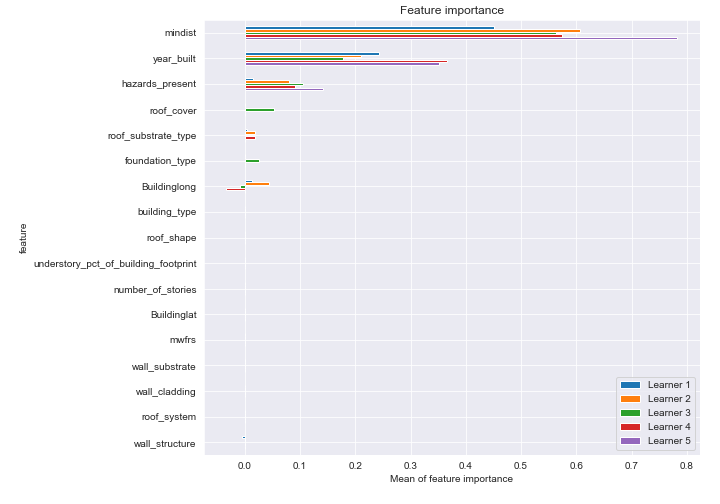 Feature importance
mindist
year_built
hazards_present
roof_cover
roof_substrate_type
foundation_type
Buildinglong
building_type
roof_shape
understory_pct_of_building_footprint
number_of_stories
Buildinglat
mwfrs
wall_substrate
wall_cladding
roof_system
wall_structure
feature
Learner 1
Learner 2
Learner 3
Learner 4
Learner 5
0.0 0.1 0.2 0.3 0.4 0.5 0.6 0.7 0.8
Mean of feature importance